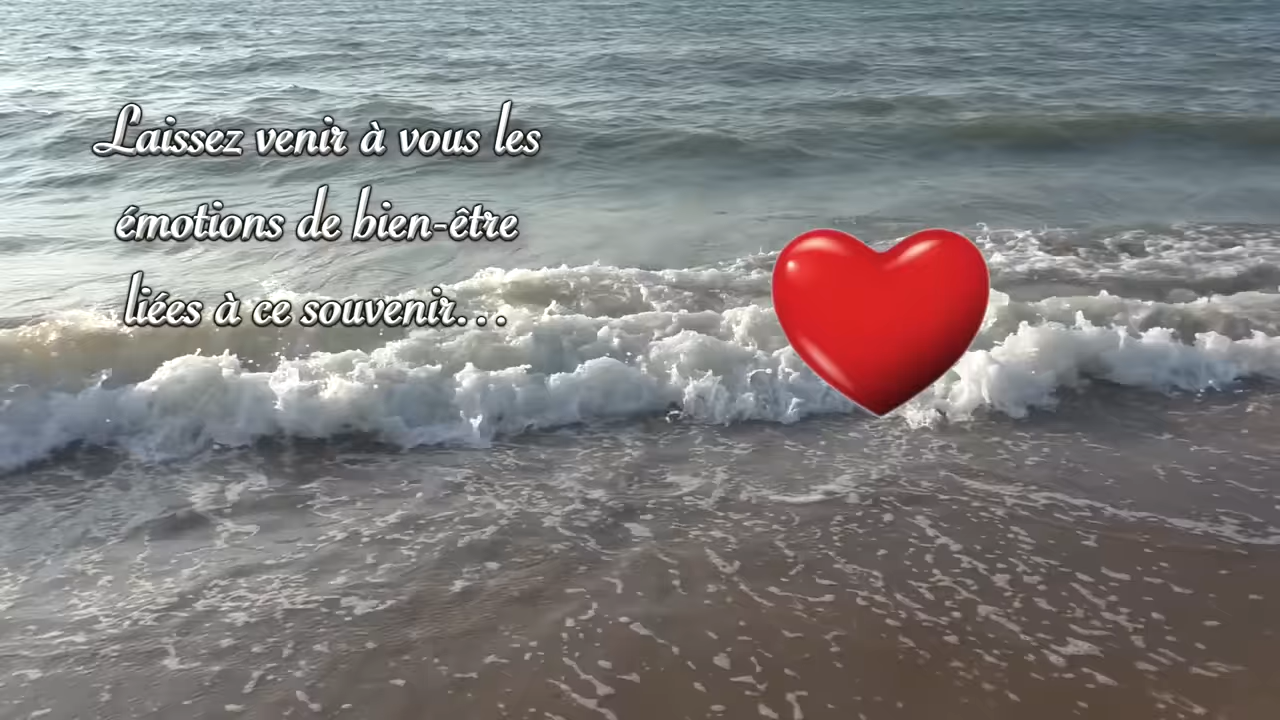 Laissez venir à vous les
émotions de bien-être
liées à ce souvenir...